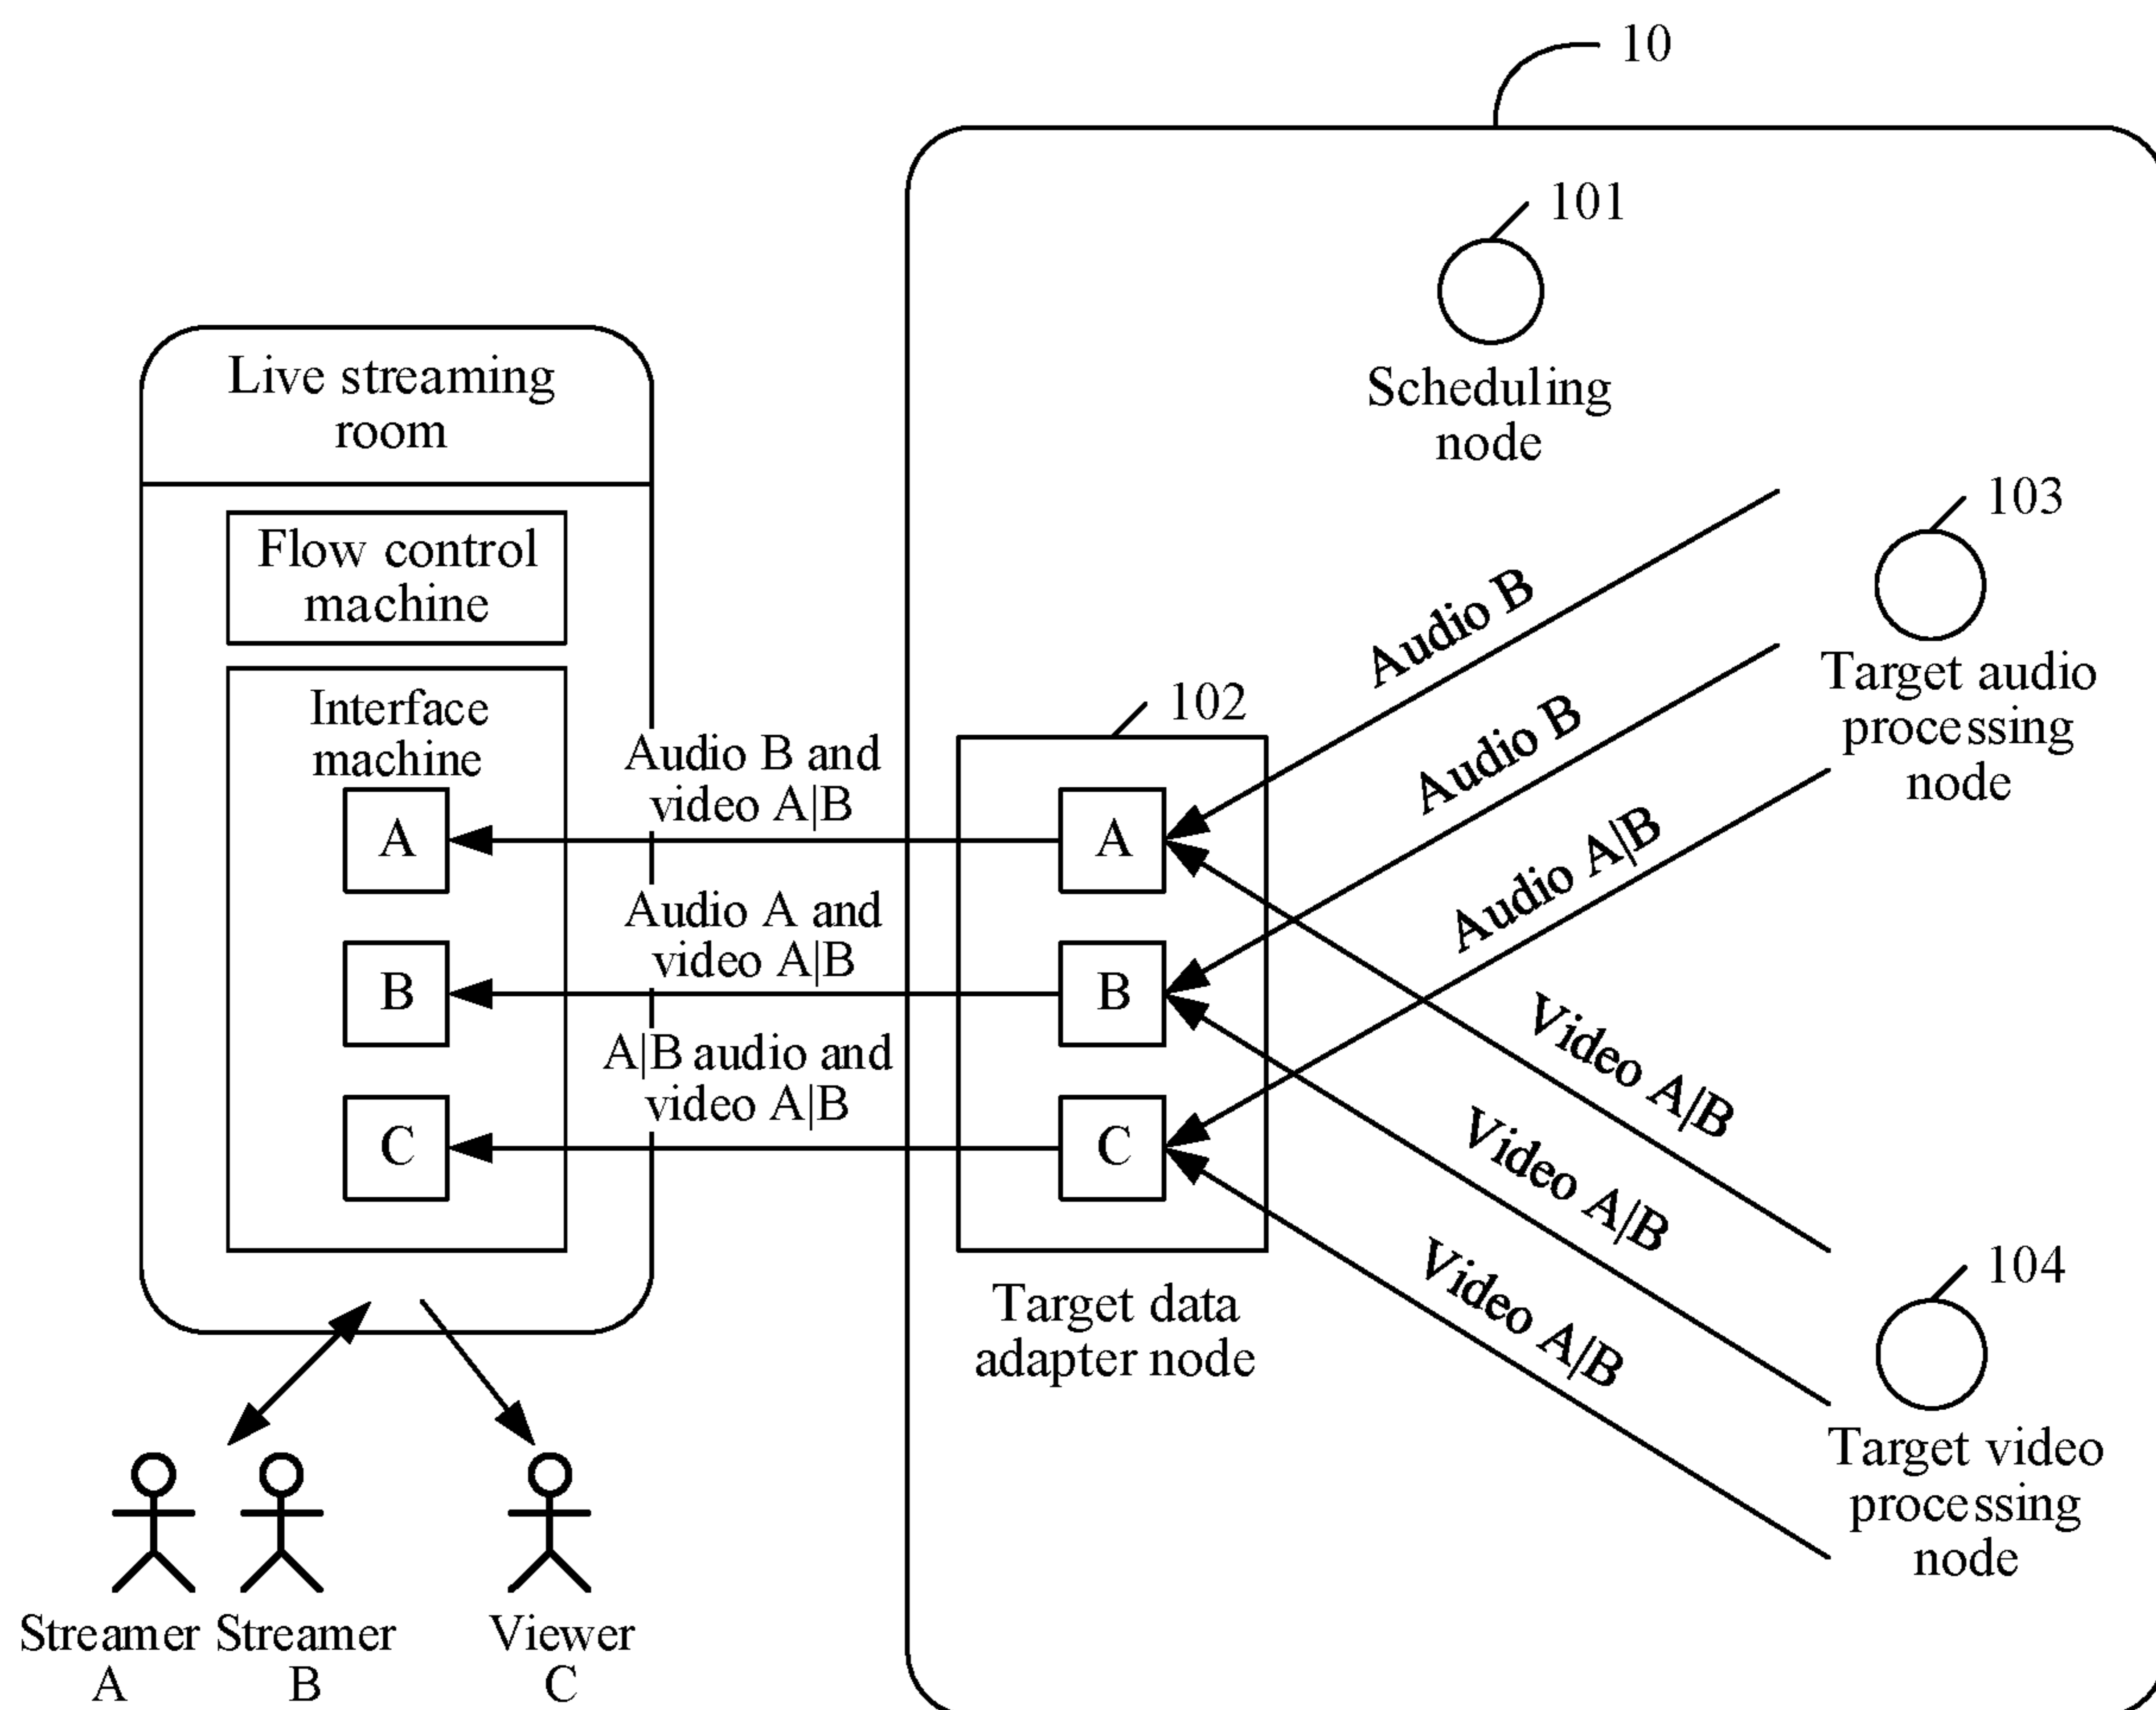 10
101
Scheduling
node
Live streaming
room
Flow control
machine
Interface
machine
A
B
C
Audio B and
video A|B
Audio A and
video A|B
A|B audio and
video A|B
102
A
B
C
Target data
adapter node
Audio B
Audio B
Audio A|B
103
Target audio
processing
node
Video A|B
Video A|B
Video A|B
104
Target video
processing
node
Streamer
A
Streamer
B
Viewer
C